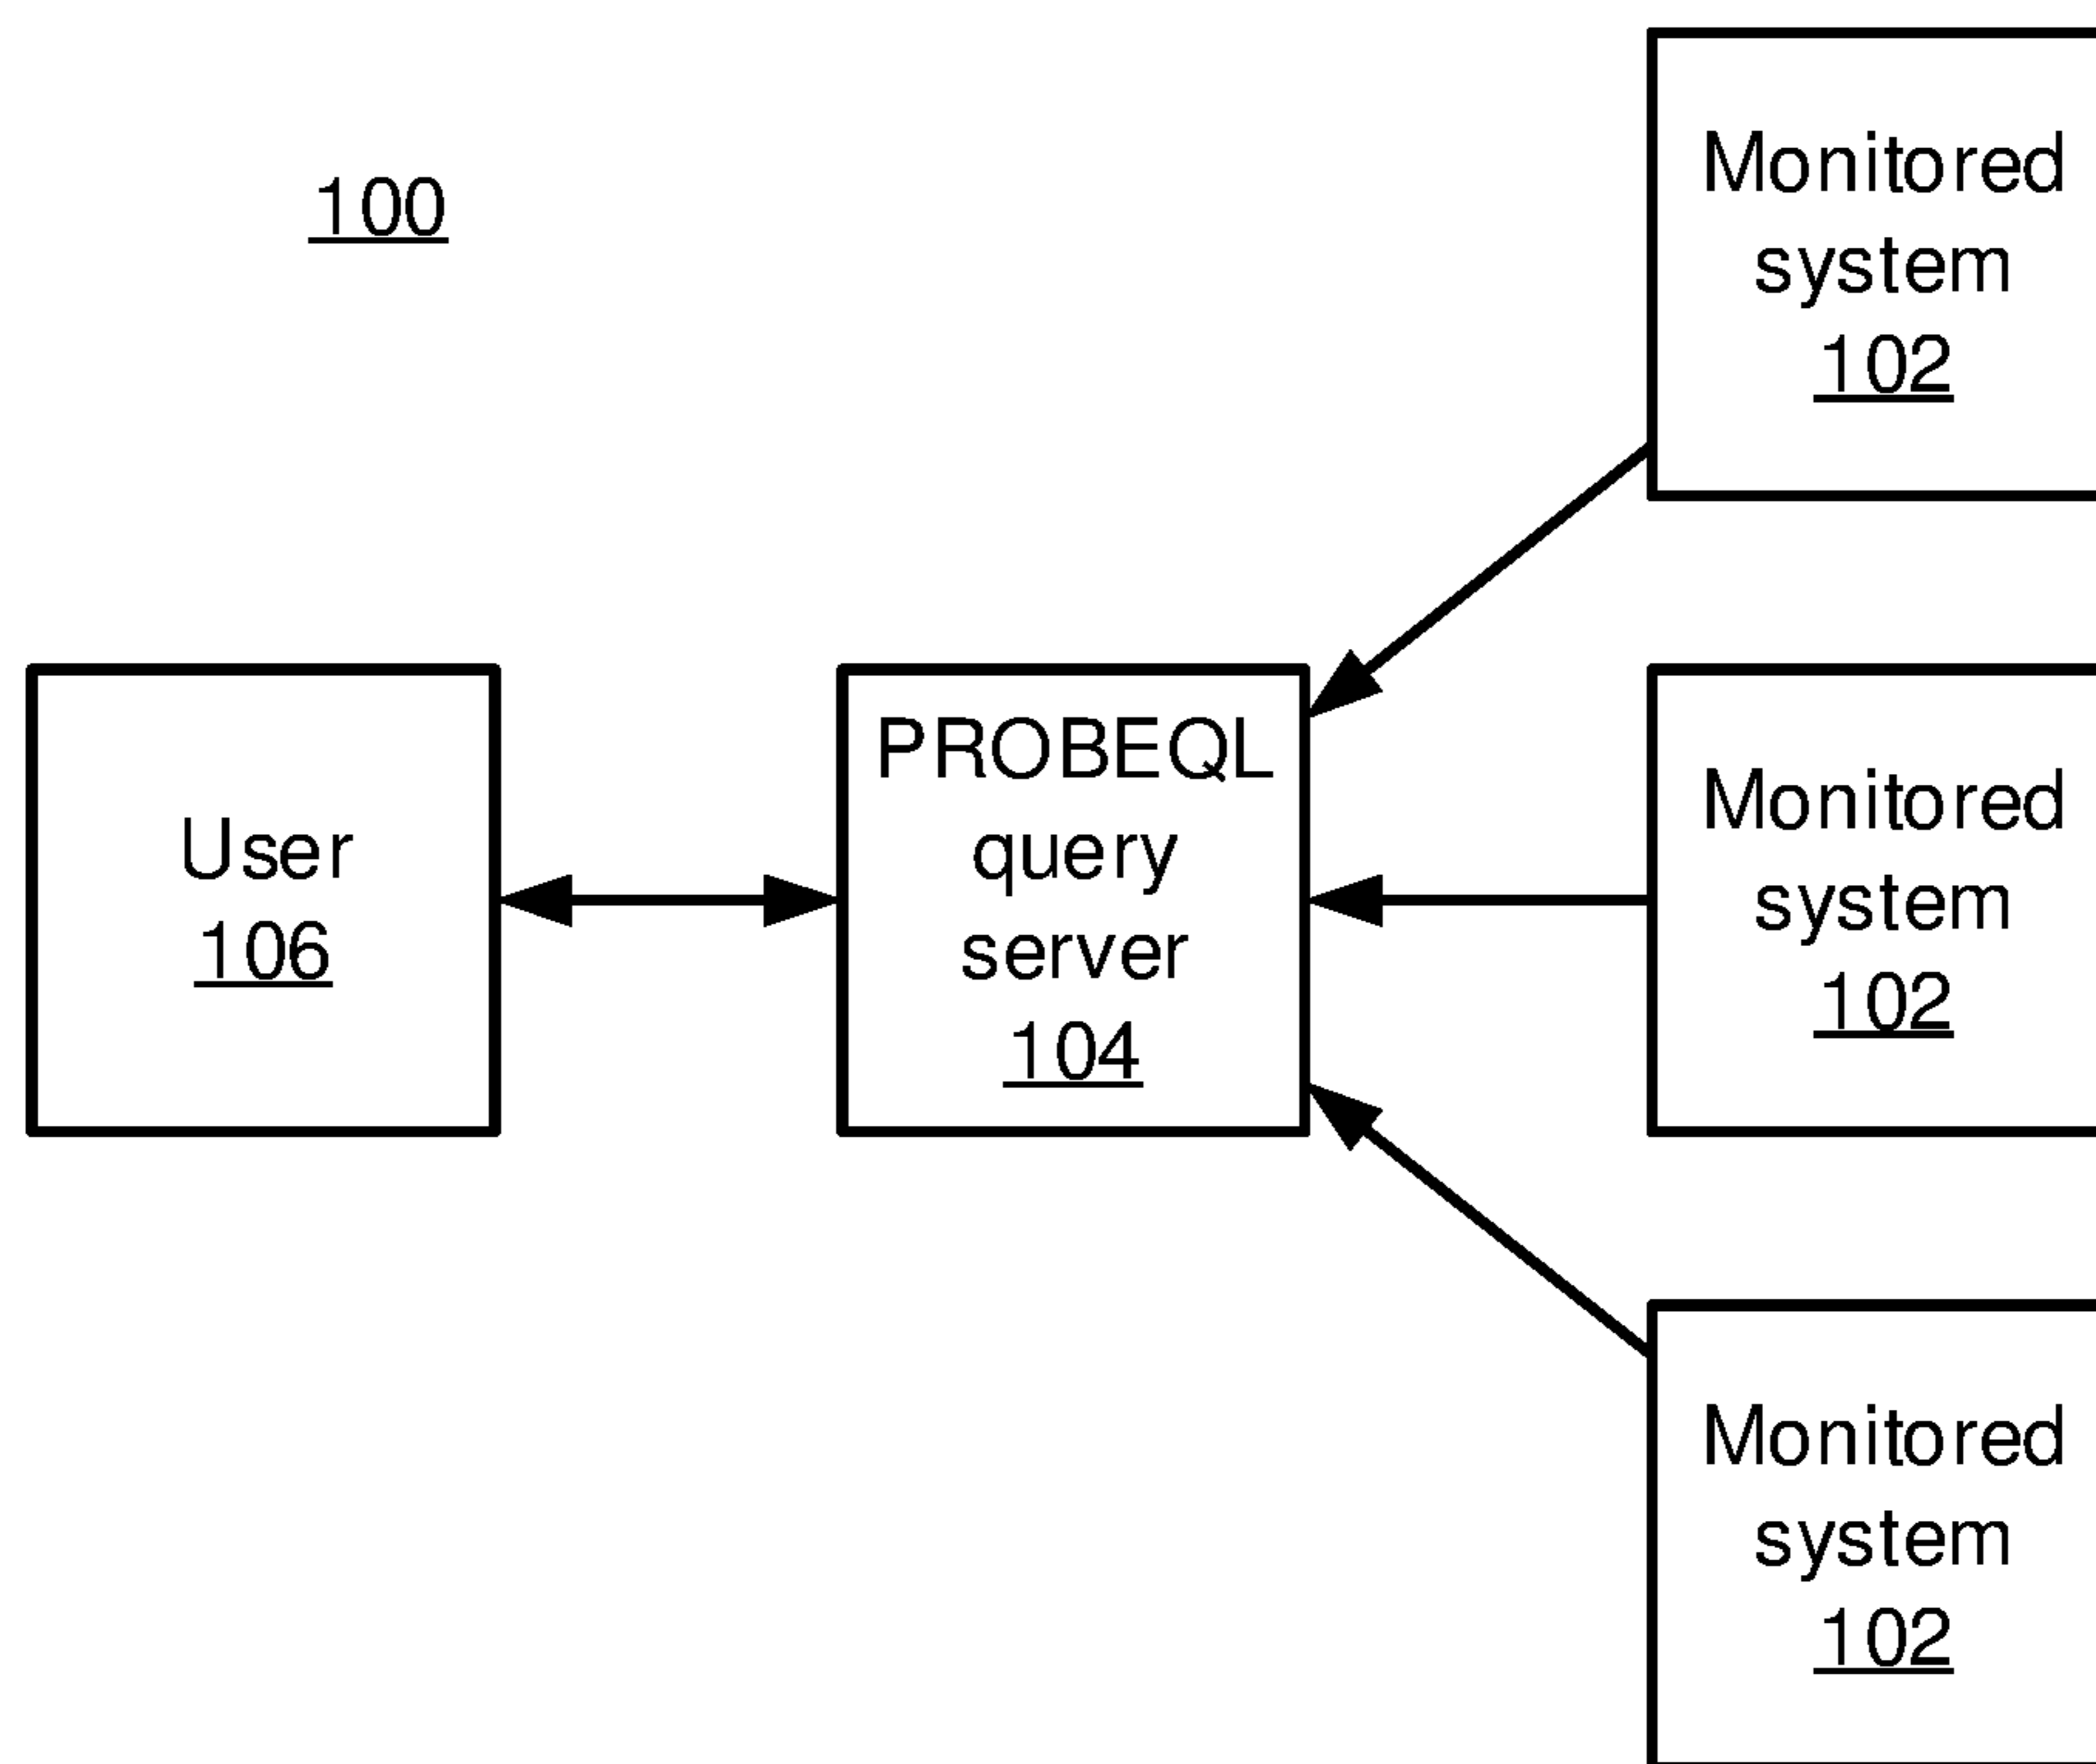 100
Monitored
system
102
User
106
PROBEQL
query
server
104
Monitored
system
102
Monitored
system
102